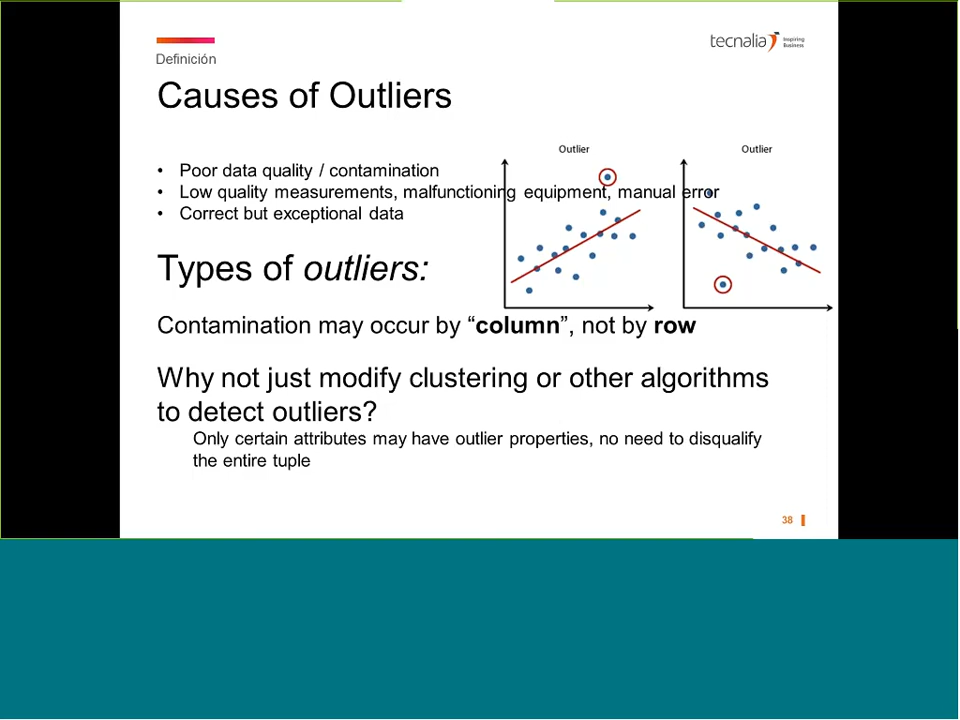 tecnalia Inspiring
Business
Definición
Causes of Outliers
• Poor data quality / contamination
• Low quality measurements, malfunctioning equipment, manual error
• Correct but exceptional data
Outlier
Outlier
Types of outliers:
Contamination may occur by “column”, not by row
Why not just modify clustering or other algorithms
to detect outliers?
Only certain attributes may have outlier properties, no need to disqualify
the entire tuple
38